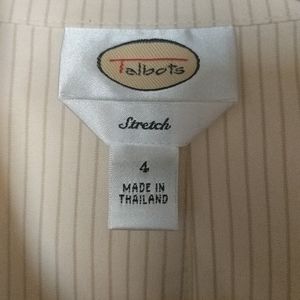 Talbots
Stretch
4
MADE IN
THAILAND